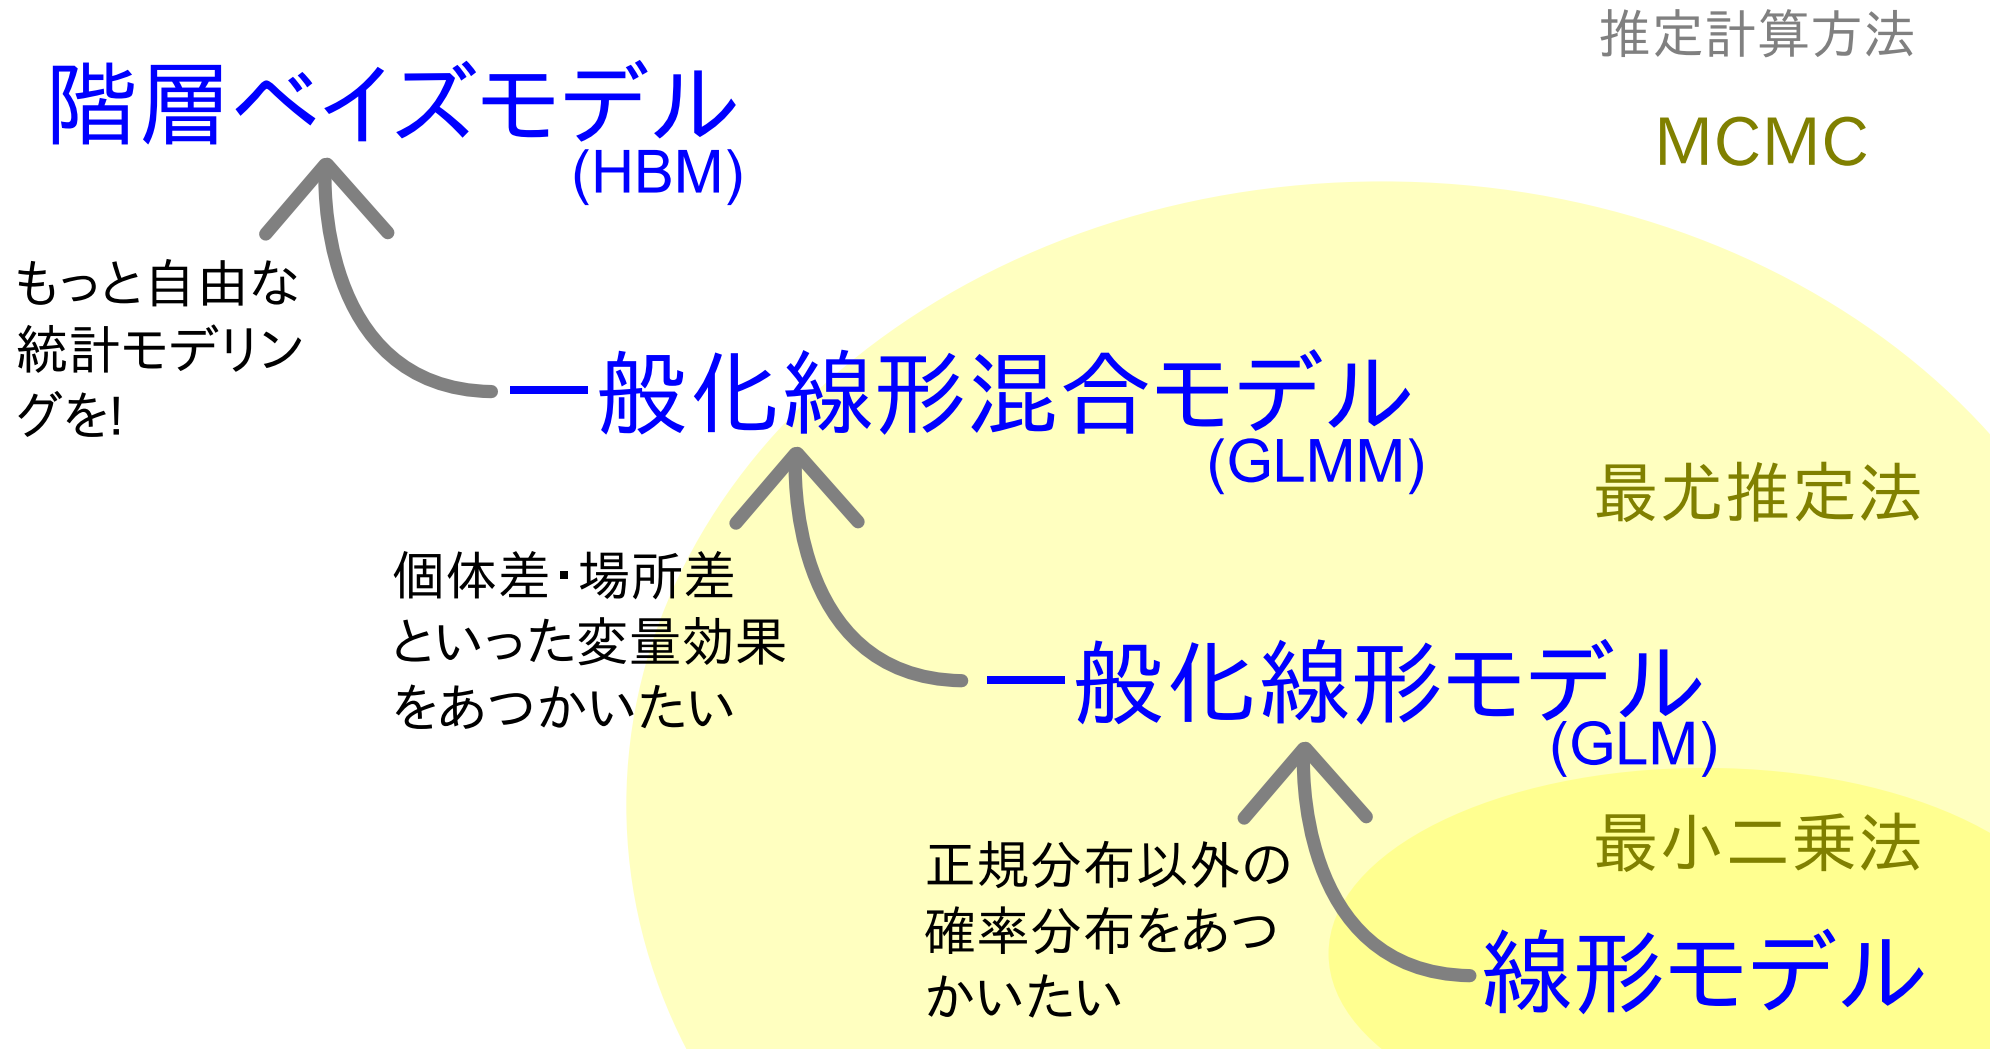 推定計算方法
階層ベイズモデル
(HBM)
MCMC
もっと自由な
統計モデリン
グを!
一般化線形混合モデル
(GLMM)
最尤推定法
個体差・場所差
といった変量効果
をあつかいたい
一般化線形モデル
(GLM)
最小二乗法
正規分布以外の
確率分布をあつ
かいたい
線形モデル